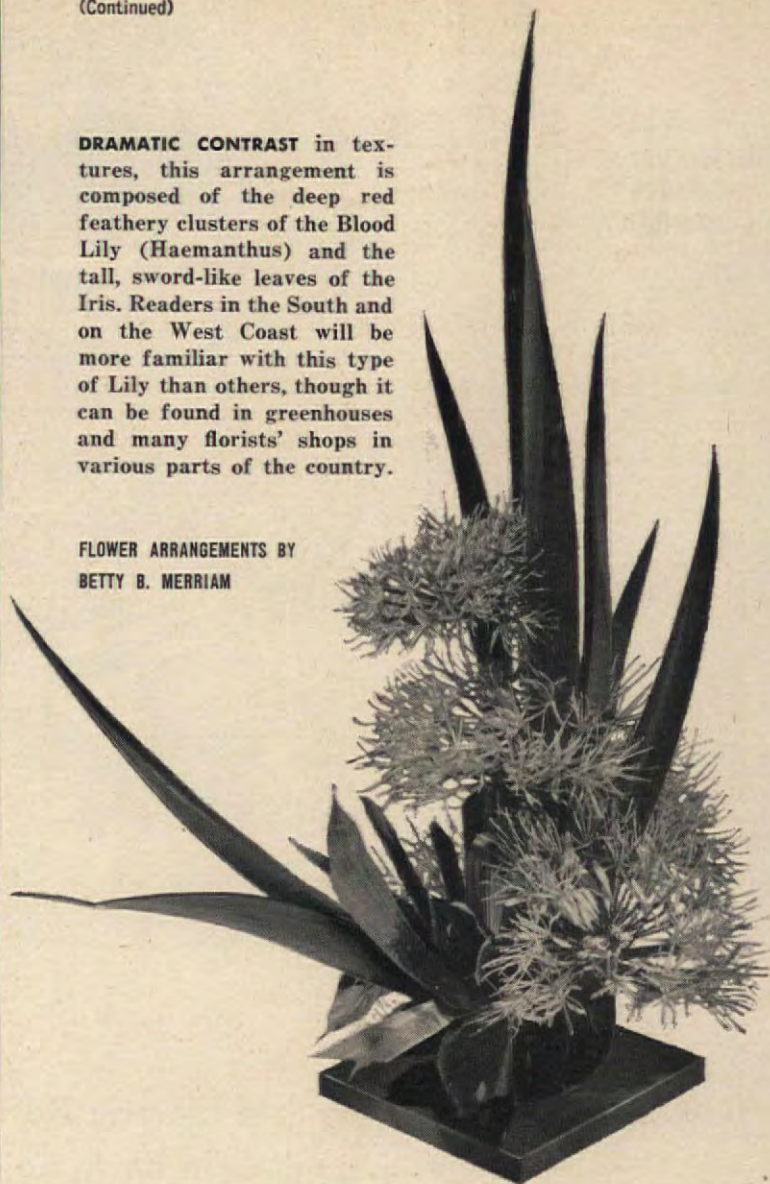 (Continued)
DRAMATIC CONTRAST in tex-
tures, this arrangement is
composed of the deep red
feathery clusters of the Blood
Lily (Haemanthus) and the
tall, sword-like leaves of the
Iris. Readers in the South and
on the West Coast will be
more familiar with this type
of Lily than others, though it
can be found in greenhouses
and many florists' shops in
various parts of the country.
FLOWER ARRANGEMENTS BY
BETTY B. MERRIAM